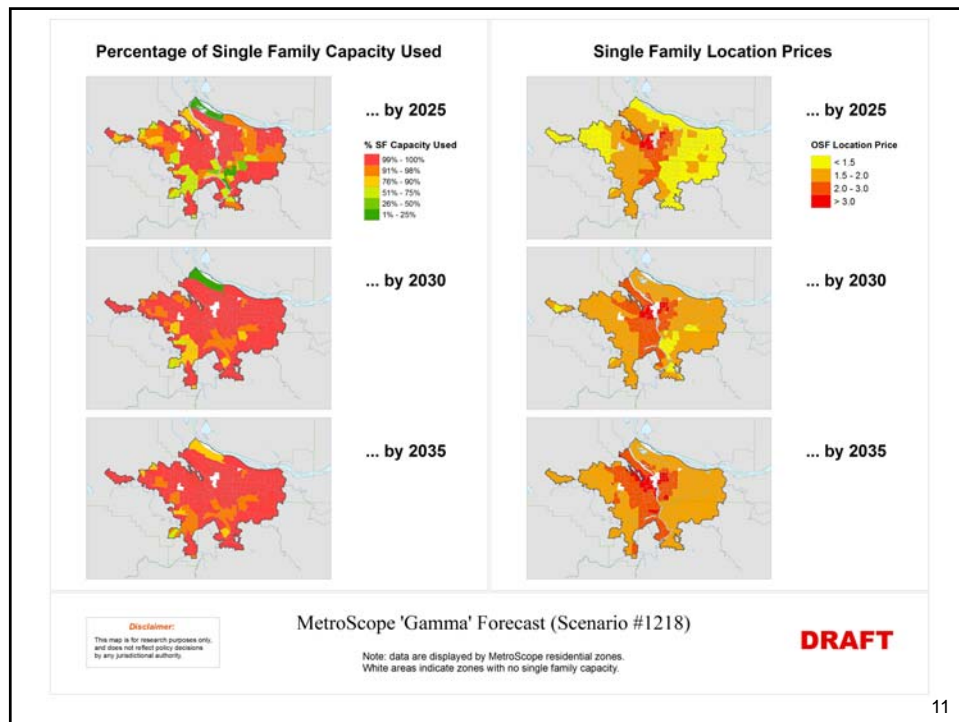 Percentage of Single Family Capacity Used
... by 2025
% SF Capacity Used
99% - 100%
91% - 98%
76% - 90%
51% - 75%
26% - 50%
1% - 25%
... by 2030
... by 2035
Single Family Location Prices
... by 2025
OSF Location Price
< 1.5
1.5 - 2.0
2.0 - 3.0
> 3.0
... by 2030
... by 2035
Disclaimer:
This map is for research purposes only,
and does not reflect policy decisions
by any jurisdictional authority.
MetroScope 'Gamma' Forecast (Scenario #1218)
Note: data are displayed by MetroScope residential zones.
White areas indicate zones with no single family capacity.
DRAFT
11